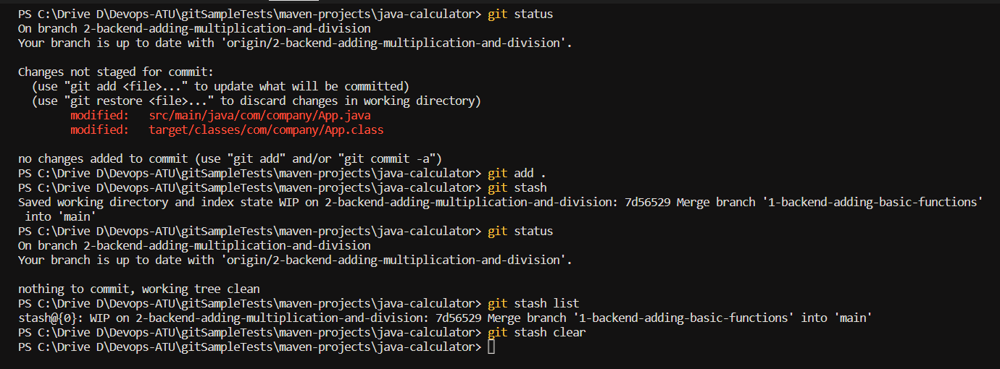 PS C:\Drive D\Devops-ATU\gitSampleTests\maven-projects\java-calculator> git status
On branch 2-backend-adding-multiplication-and-division
Your branch is up to date with 'origin/2-backend-adding-multiplication-and-division'.
Changes not staged for commit:
  (use "git add <file>..." to update what will be committed)
  (use "git restore <file>..." to discard changes in working directory)
        modified:   src/main/java/com/company/App.java
        modified:   target/classes/com/company/App.class
no changes added to commit (use "git add" and/or "git commit -a")
PS C:\Drive D\Devops-ATU\gitSampleTests\maven-projects\java-calculator> git add .
PS C:\Drive D\Devops-ATU\gitSampleTests\maven-projects\java-calculator> git stash
Saved working directory and index state WIP on 2-backend-adding-multiplication-and-division: 7d56529 Merge branch '1-backend-adding-basic-functions'
 into 'main'
PS C:\Drive D\Devops-ATU\gitSampleTests\maven-projects\java-calculator> git status
On branch 2-backend-adding-multiplication-and-division
Your branch is up to date with 'origin/2-backend-adding-multiplication-and-division'.
nothing to commit, working tree clean
PS C:\Drive D\Devops-ATU\gitSampleTests\maven-projects\java-calculator> git stash list
stash@{0}: WIP on 2-backend-adding-multiplication-and-division: 7d56529 Merge branch '1-backend-adding-basic-functions' into 'main'
PS C:\Drive D\Devops-ATU\gitSampleTests\maven-projects\java-calculator> git stash clear
PS C:\Drive D\Devops-ATU\gitSampleTests\maven-projects\java-calculator>